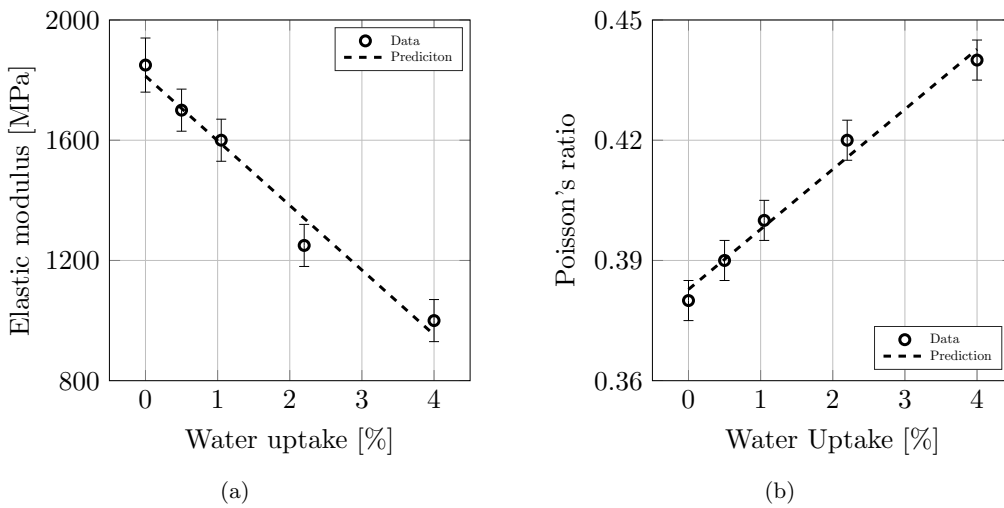 2000
1600
1200
800
Elastic modulus [MPa]
Data
Prediciton
0 1 2 3 4
Water uptake [%]
(a)
0.45
0.42
0.39
0.36
Poisson's ratio
Data
Prediction
0 1 2 3 4
Water Uptake [%]
(b)